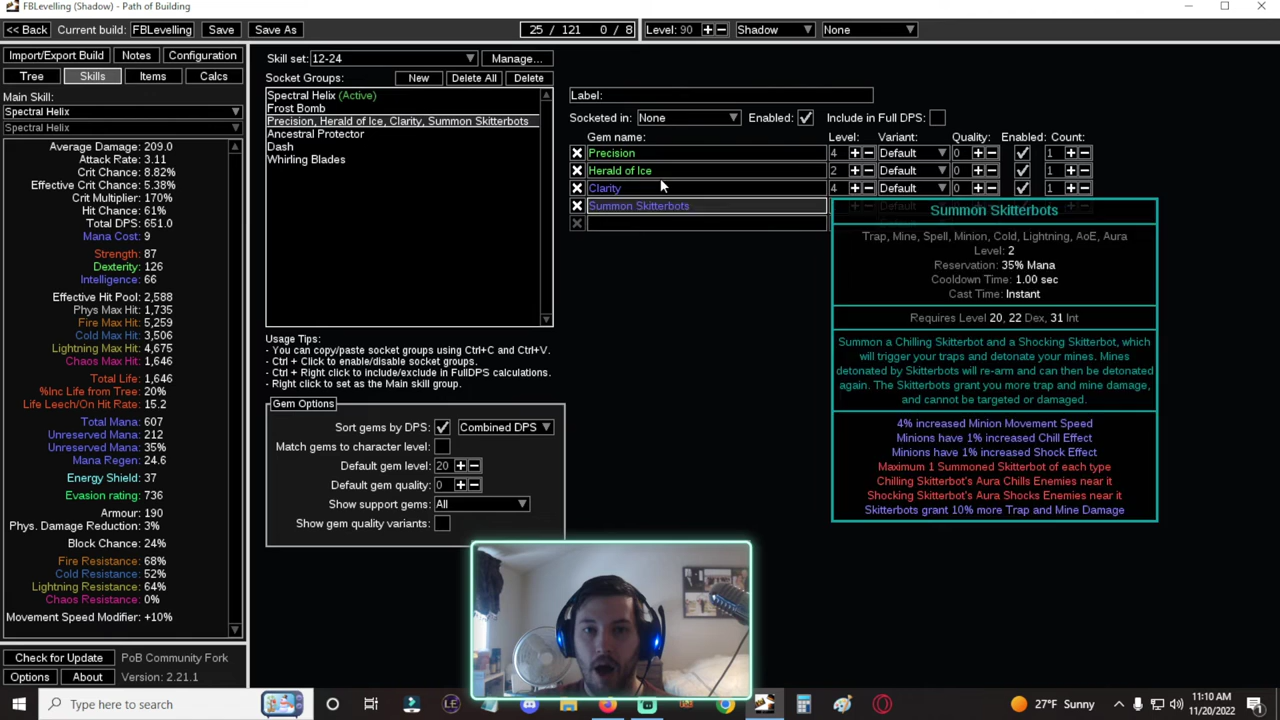 FBLevelling (Shadow) - Path of Building
<< Back Current build: FBLevelling Save Save As 25 / 121 0 / 8 Level: 90 Shadow None
Import/Export Build Notes Configuration
Tree Skills Items Calcs
Main Skill:
Spectral Helix
Spectral Helix
Average Damage: 209.0
Attack Rate: 3.11
Crit Chance: 8.82%
Effective Crit Chance: 5.38%
Crit Multiplier: 170%
Hit Chance: 61%
Total DPS: 651.0
Mana Cost: 9
Strength: 87
Dexterity: 126
Intelligence: 66
Effective Hit Pool: 2,588
Phys Max Hit: 1,735
Fire Max Hit: 5,259
Cold Max Hit: 3,506
Lightning Max Hit: 4,675
Chaos Max Hit: 1,646
Total Life: 1,646
%Inc Life from Tree: 20%
Life Leech/On Hit Rate: 15.2
Total Mana: 607
Unreserved Mana: 212
Unreserved Mana: 35%
Mana Regen: 24.6
Energy Shield: 37
Evasion rating: 736
Armour: 190
Phys. Damage Reduction: 3%
Block Chance: 24%
Fire Resistance: 68%
Cold Resistance: 52%
Lightning Resistance: 64%
Chaos Resistance: 0%
Movement Speed Modifier: +10%
Check for Update PoB Community Fork
Options About Version: 2.21.1
Skill set: 12-24 Manage...
Socket Groups: New Delete All Delete
Spectral Helix (Active)
Frost Bomb
Precision, Herald of Ice, Clarity, Summon Skitterbots
Ancestral Protector
Dash
Whirling Blades
Usage Tips:
- You can copy/paste socket groups using Ctrl+C and Ctrl+V.
- Ctrl + Click to enable/disable socket groups.
- Ctrl + Right click to include/exclude in FullDPS calculations.
- Right click to set as the Main skill group.
Gem Options
Sort gems by DPS: Combined DPS
Match gems to character level:
Default gem level: 20
Default gem quality: 0
Show support gems: All
Show gem quality variants:
Label:
Socketed in: None Enabled: Include in Full DPS:
Gem name: Level: Variant: Quality: Enabled: Count:
Precision 4 Default 0 1
Herald of Ice 2 Default 0 1
Clarity 4 Default 0 1
Summon Skitterbots
Summon Skitterbots
Trap, Mine, Spell, Minion, Cold, Lightning, AoE, Aura
Level: 2
Reservation: 35% Mana
Cooldown Time: 1.00 sec
Cast Time: Instant
Requires Level 20, 22 Dex, 31 Int
Summon a Chilling Skitterbot and a Shocking Skitterbot, which
will trigger your traps and detonate your mines. Mines
detonated by Skitterbots will re-arm and can then be detonated
again. The Skitterbots grant you more trap and mine damage,
and cannot be targeted or damaged.
4% increased Minion Movement Speed
Minions have 1% increased Chill Effect
Minions have 1% increased Shock Effect
Maximum 1 Summoned Skitterbot of each type
Chilling Skitterbot's Aura Chills Enemies near it
Shocking Skitterbot's Aura Shocks Enemies near it
Skitterbots grant 10% more Trap and Mine Damage
Type here to search
27°F Sunny
11:10 AM
11/20/2022